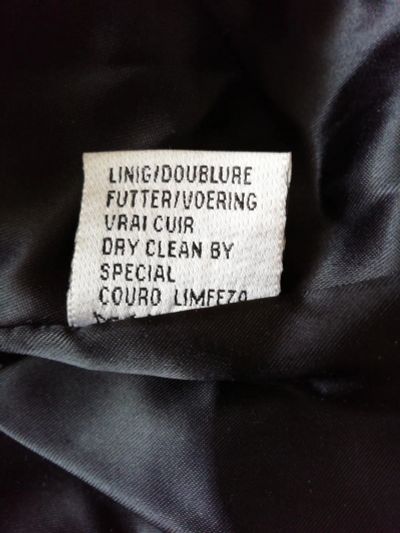 LINIG/DOUBLURE
FUTTER/VOERING
VRAI CUIR
DRY CLEAN BY
SPECIAL
COURO LIMFEZA